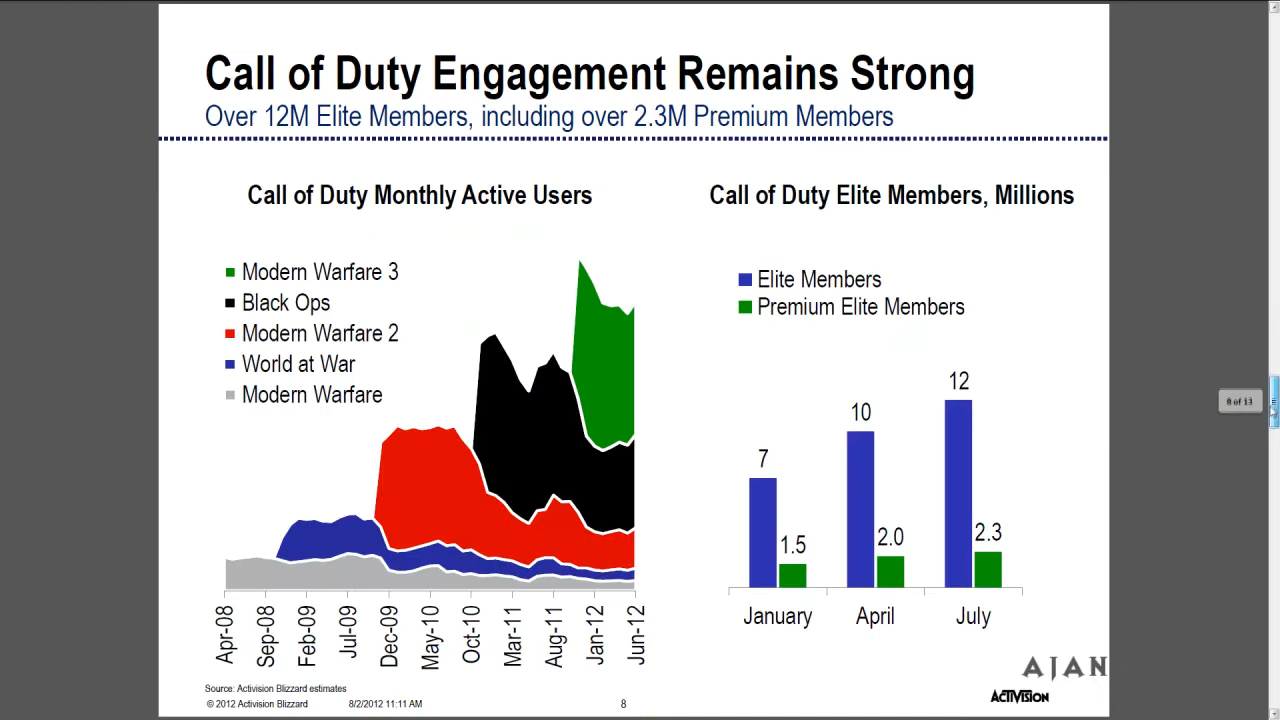 Call of Duty Engagement Remains Strong
Over 12M Elite Members, including over 2.3M Premium Members
Call of Duty Monthly Active Users
Modern Warfare 3
Black Ops
Modern Warfare 2
World at War
Modern Warfare
Apr-08
Sep-08
Feb-09
Jul-09
Dec-09
May-10
Oct-10
Mar-11
Aug-11
Jan-12
Jun-12
Call of Duty Elite Members, Millions
Elite Members
Premium Elite Members
7
1.5
10
2.0
12
2.3
January
April
July
8 of 13
AJAN
ACTIVISION
Source: Activision Blizzard estimates
© 2012 Activision Blizzard
8/2/2012 11:11 AM
8